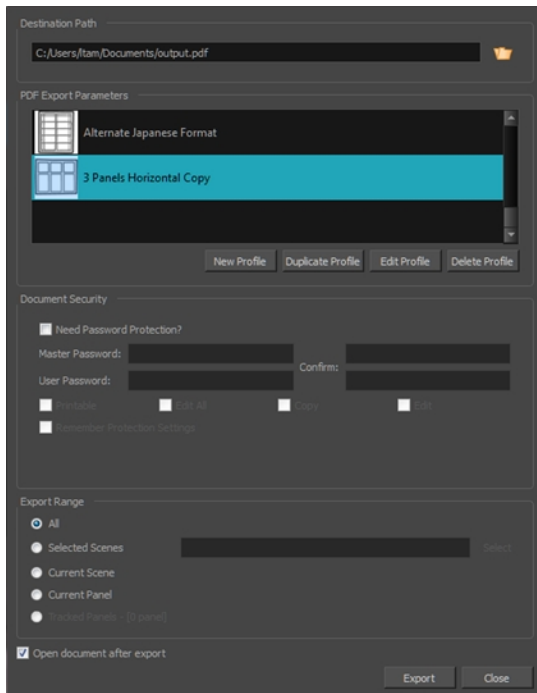 Destination Path
C:/Users/ltam/Documents/output.pdf
PDF Export Parameters
Alternate Japanese Format
3 Panels Horizontal Copy
New Profile Duplicate Profile Edit Profile Delete Profile
Document Security
Need Password Protection?
Master Password:
Confirm:
User Password:
Printable Edit All Copy Edit
Remember Protection Settings
Export Range
All
Selected Scenes Select
Current Scene
Current Panel
Tracked Panels - (0 panel)
Open document after export
Export Close